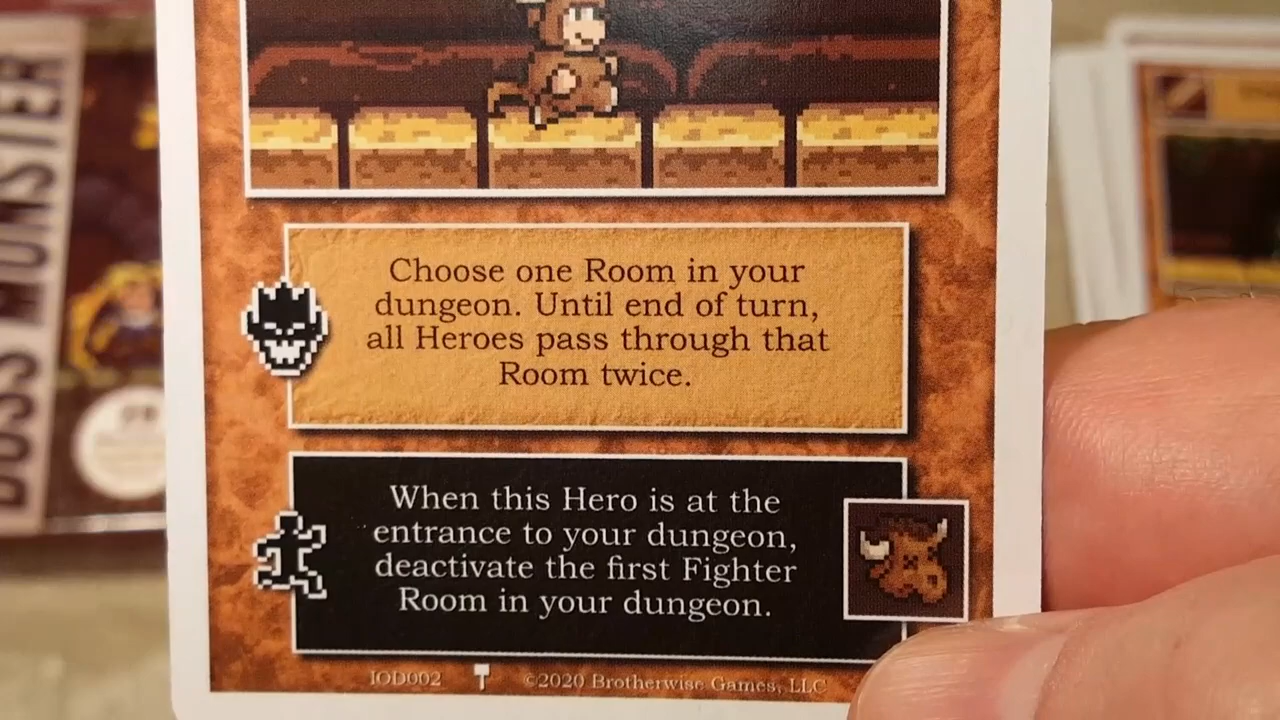 BOSS MONSTER
Choose one Room in your
dungeon. Until end of turn,
all Heroes pass through that
Room twice.
When this Hero is at the
entrance to your dungeon,
deactivate the first Fighter
Room in your dungeon.
IOD002
©2020 Brotherwise Games, LLC